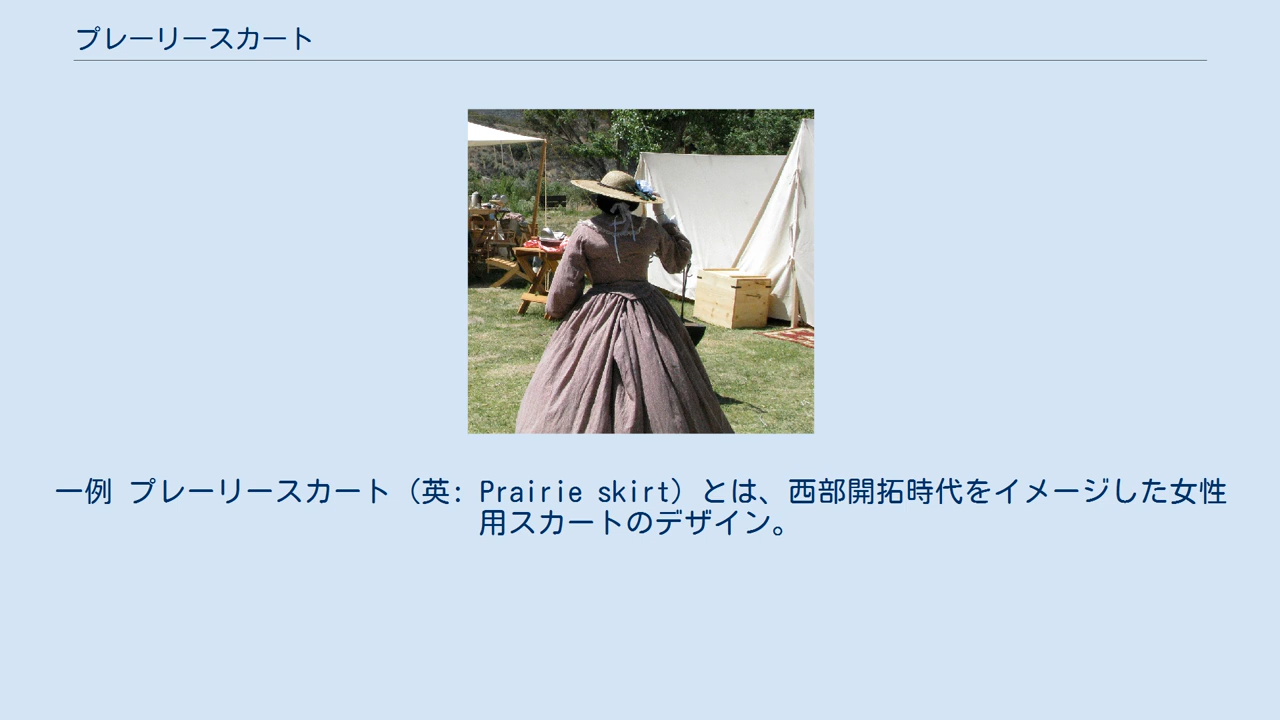 プレーリースカート
一例 プレーリースカート（英: Prairie skirt）とは、西部開拓時代をイメージした女性
用スカートのデザイン。